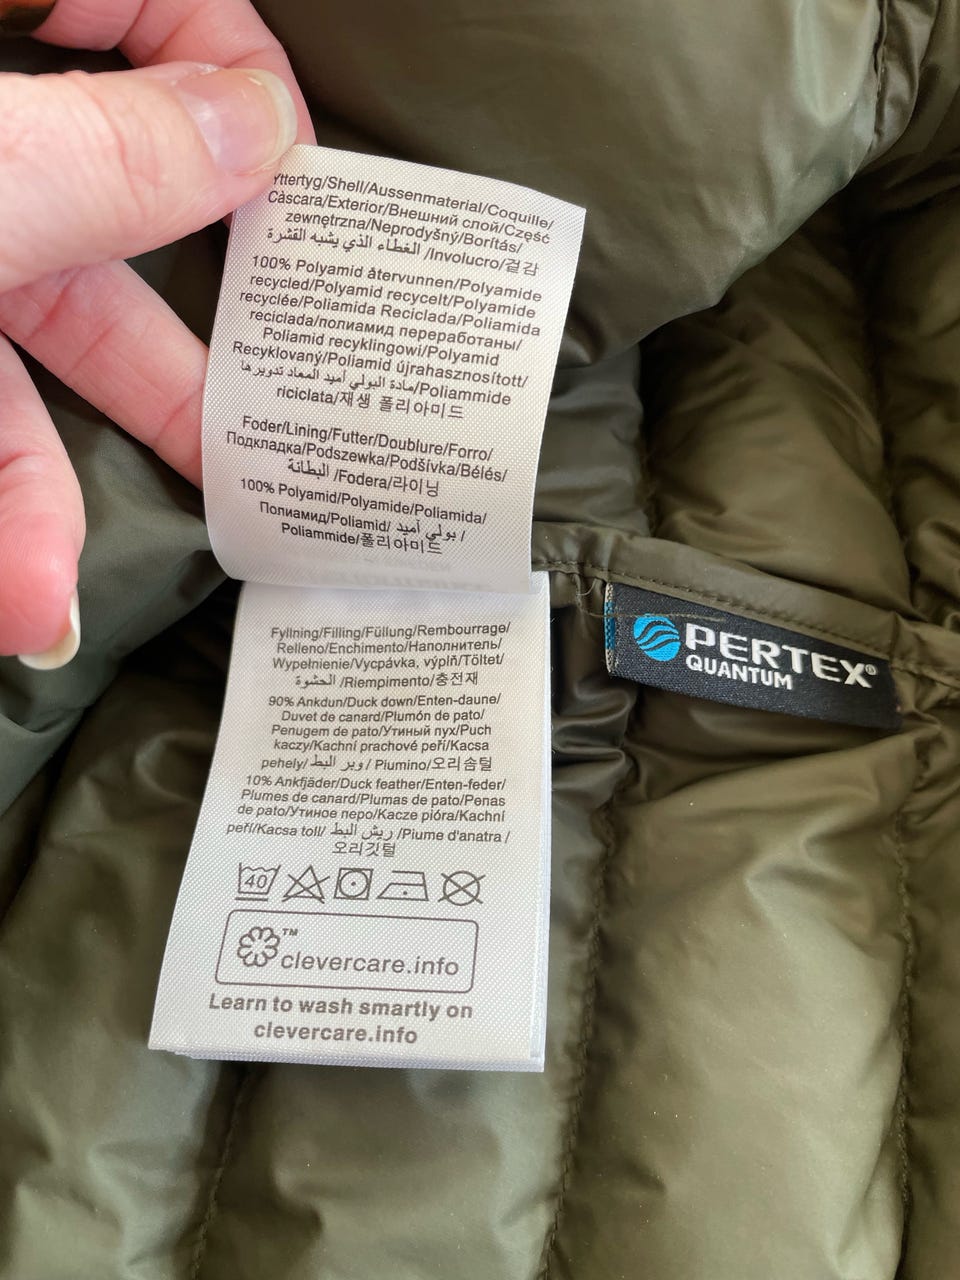 Yttertyg/Shell/Aussenmaterial/Coquille/
Càscara/Exterior/Внешний слой/Część
zewnętrzna/Neprodyšný/Borítás/
الغطاء الذي يشبه القشرة /Involucro/겉감
100% Polyamid återvunnen/Polyamide
recycled/Polyamid recycelt/Polyamide
recyclée/Poliamida Reciclada/Poliamida
reciclada/полиамид переработаны/
Poliamid recyklingowi/Polyamid
Recyklovaný/Poliamid újrahasznosított/
مادة البولي أميد المعاد تدويرها/Poliammide
riciclata/재생 폴리아미드
Foder/Lining/Futter/Doublure/Forro/
Подкладка/Podszewka/Podšívka/Bélés/
البطانة /Fodera/라이닝
100% Polyamid/Polyamide/Poliamida/
Полиамид/Poliamid/ بولي أميد /
Poliammide/폴리아미드
Fyllning/Filling/Füllung/Rembourrage/
Relleno/Enchimento/Наполнитель/
Wypełnienie/Vycpávka, výplň/Töltet/
الحشوة /Riempimento/충전재
90% Ankdun/Duck down/Enten-daune/
Duvet de canard/Plumón de pato/
Penugem de pato/Утиный пух/Puch
kaczy/Kachní prachové peří/Kacsa
pehely/ وبر البط / Piumino/오리솜털
10% Ankfjäder/Duck feather/Enten-feder/
Plumes de canard/Plumas de pato/Penas
de pato/Утиное перо/Kacze pióra/Kachní
peří/Kacsa toll/ ريش البط /Piume d'anatra /
오리깃털
40
™
clevercare.info
Learn to wash smartly on
clevercare.info
PERTEX®
QUANTUM